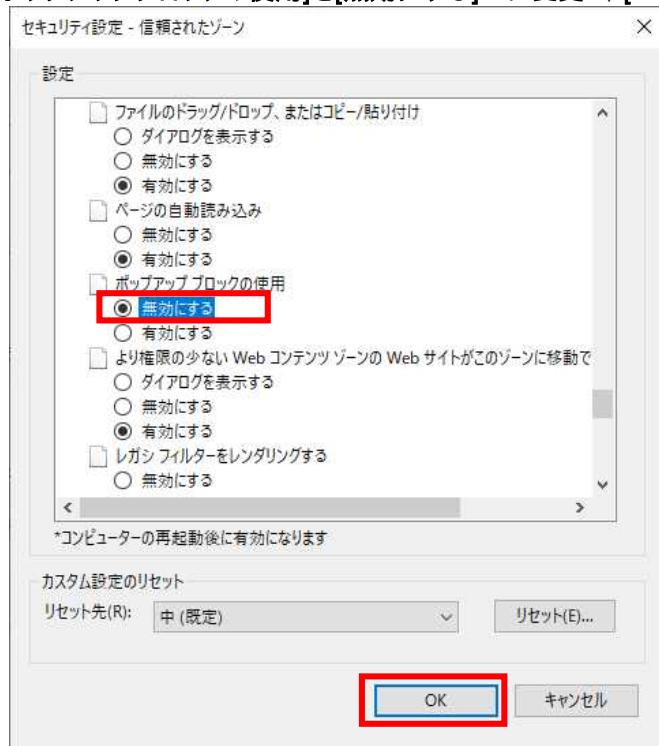 セキュリティ設定 - 信頼されたゾーン
設定
ファイルのドラッグ/ドロップ、またはコピー/貼り付け
ダイアログを表示する
無効にする
有効にする
ページの自動読み込み
無効にする
有効にする
ポップアップ ブロックの使用
無効にする
有効にする
より権限の少ない Web コンテンツ ゾーンの Web サイトがこのゾーンに移動で
ダイアログを表示する
無効にする
有効にする
レガシ フィルターをレンダリングする
無効にする
*コンピューターの再起動後に有効になります
カスタム設定のリセット
リセット先(R): 中 (既定) リセット(E)...
OK キャンセル